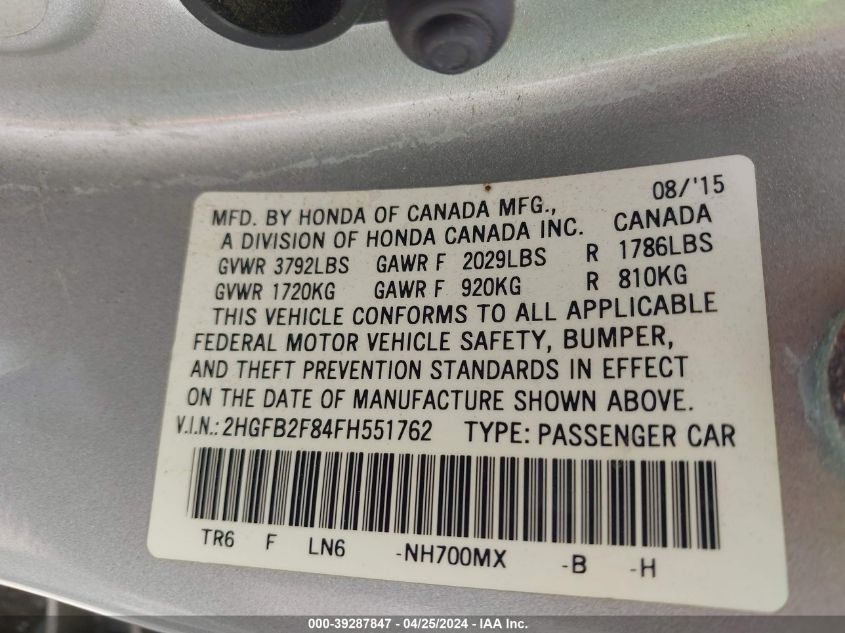 08/'15
MFD. BY HONDA OF CANADA MFG.,
A DIVISION OF HONDA CANADA INC. CANADA
GVWR 3792LBS GAWR F 2029LBS R 1786LBS
GVWR 1720KG GAWR F 920KG R 810KG
THIS VEHICLE CONFORMS TO ALL APPLICABLE
FEDERAL MOTOR VEHICLE SAFETY, BUMPER,
AND THEFT PREVENTION STANDARDS IN EFFECT
ON THE DATE OF MANUFACTURE SHOWN ABOVE.
V.I.N.: 2HGFB2F84FH551762 TYPE: PASSENGER CAR
TR6 F LN6 -NH700MX -B -H
000-39287847 - 04/25/2024 - IAA Inc.